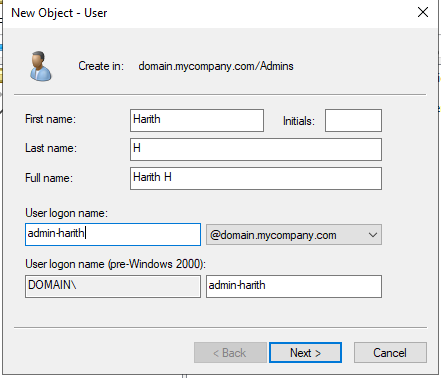 New Object - User
Create in: domain.mycompany.com/Admins
First name: Harith Initials:
Last name: H
Full name: Harith H
User logon name:
admin-harith @domain.mycompany.com
User logon name (pre-Windows 2000):
DOMAIN\ admin-harith
< Back Next > Cancel